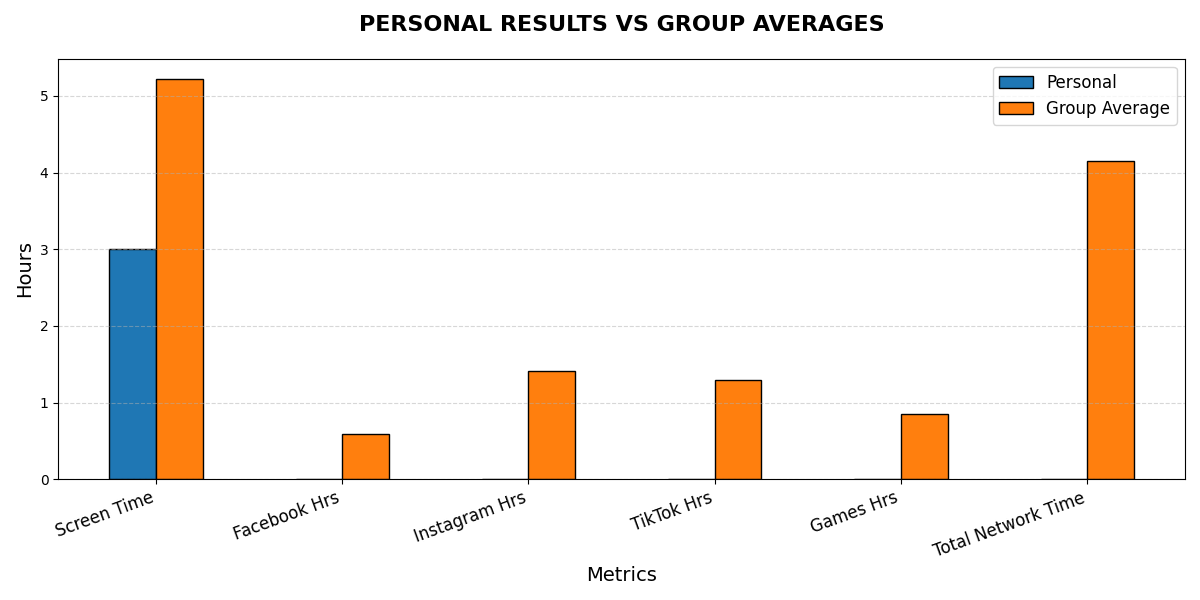 PERSONAL RESULTS VS GROUP AVERAGES
Personal
Group Average
Hours
5
4
3
2
1
0
Screen Time
Facebook Hrs
Instagram Hrs
TikTok Hrs
Games Hrs
Total Network Time
Metrics